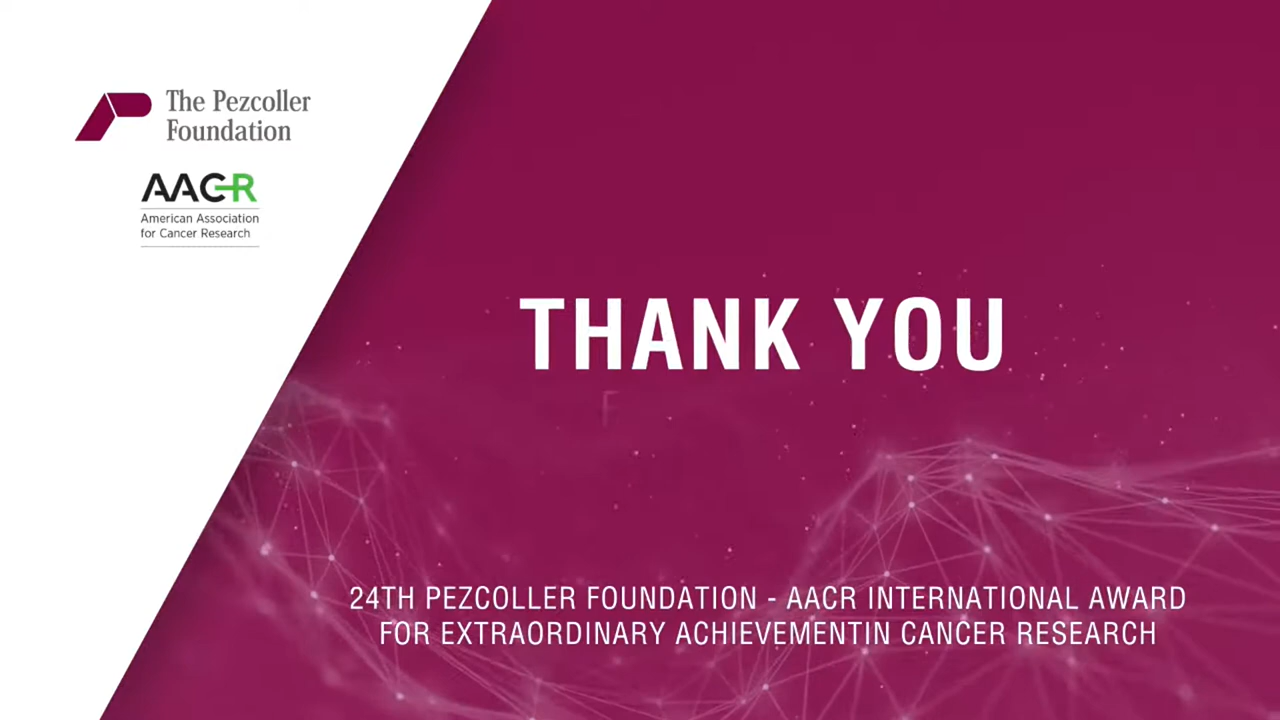 The Pezcoller
Foundation
AACR
American Association
for Cancer Research
THANK YOU
24TH PEZCOLLER FOUNDATION - AACR INTERNATIONAL AWARD
FOR EXTRAORDINARY ACHIEVEMENTIN CANCER RESEARCH